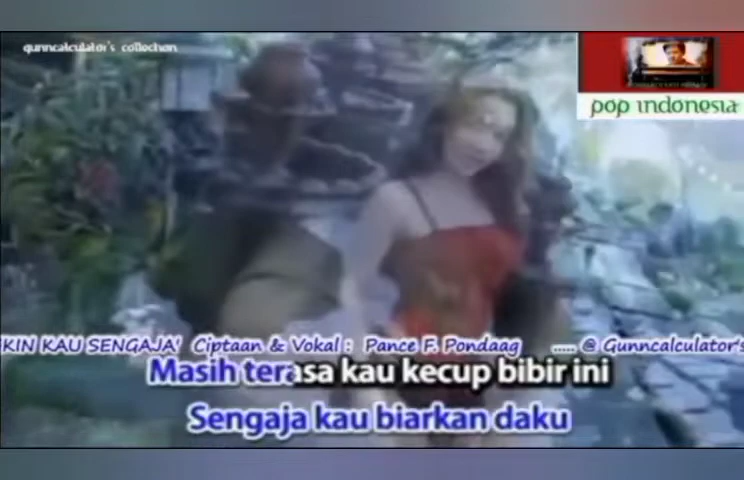 gunncalculator's collection
POP INDONESIA
KIN KAU SENGAJA' Ciptaan & Vokal : Pance F. Pondaag ..... @ Gunncalculator's
Masih terasa kau kecup bibir ini
Sengaja kau biarkan daku